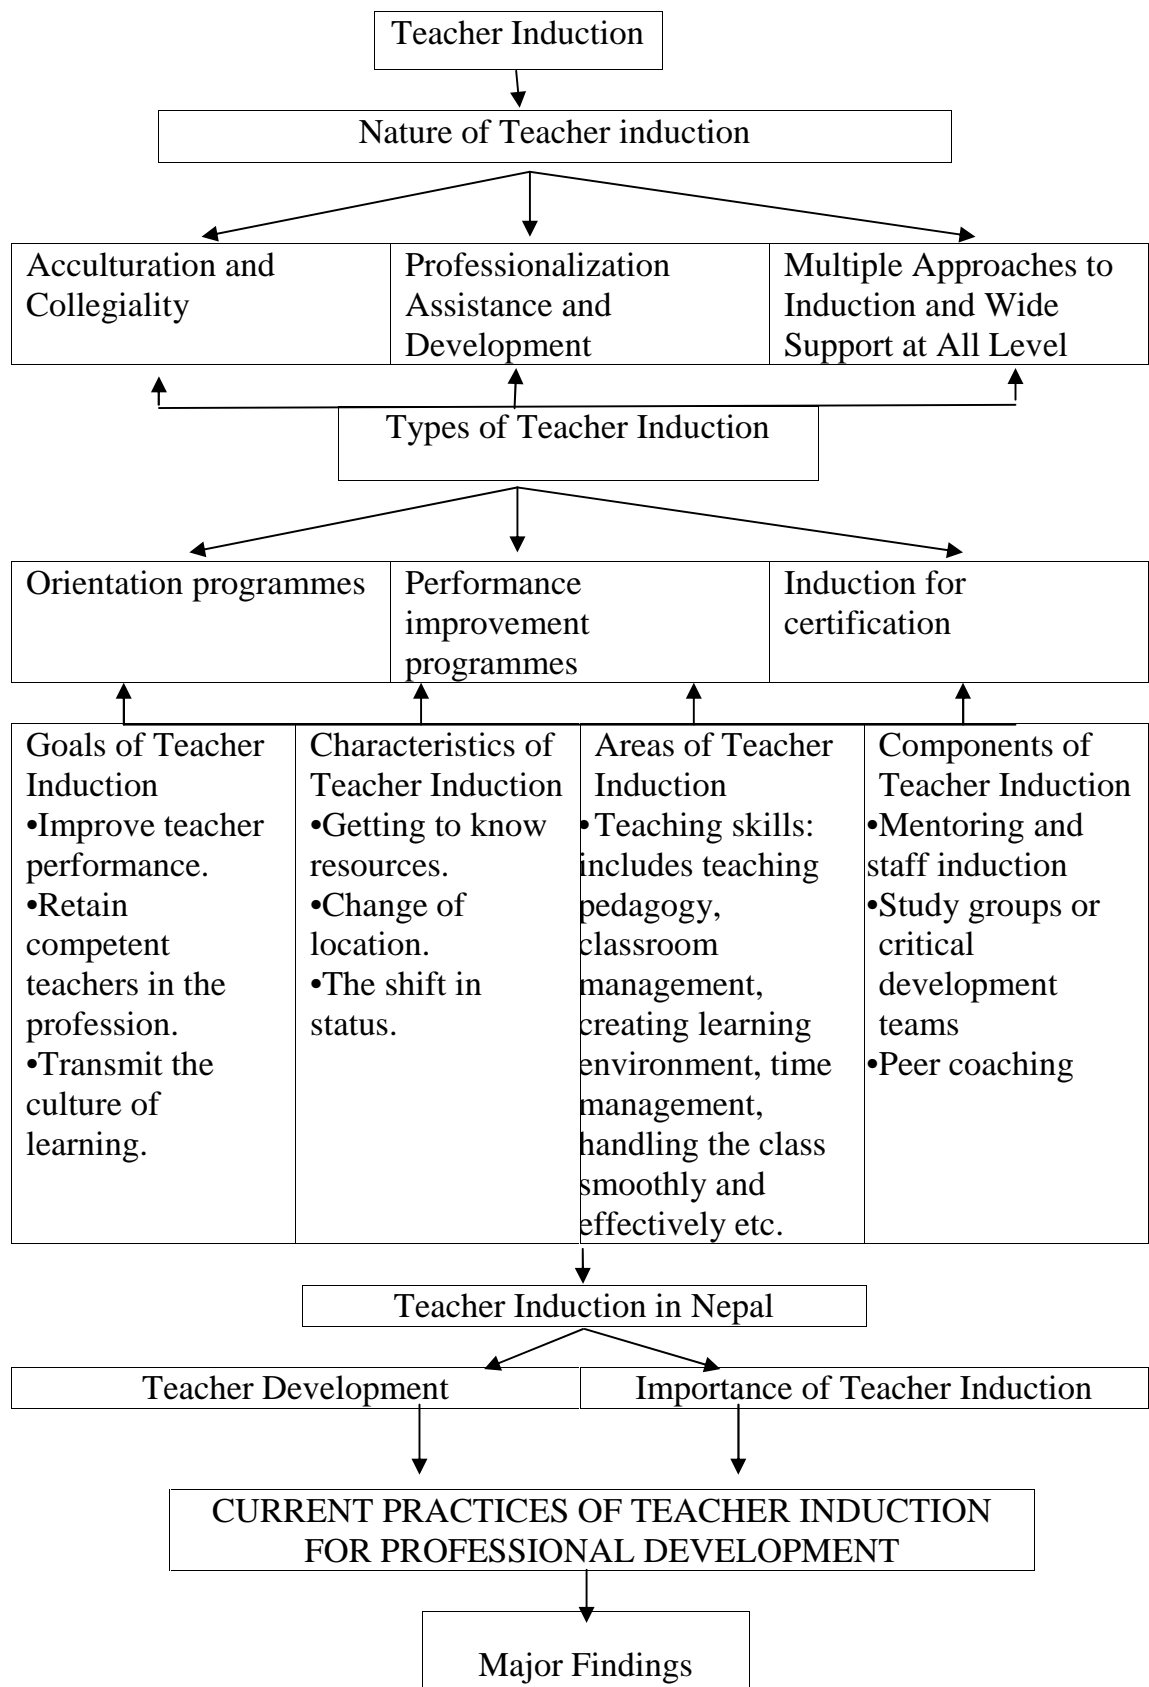 Teacher Induction
Nature of Teacher induction
Acculturation and
Collegiality
Professionalization
Assistance and
Development
Multiple Approaches to
Induction and Wide
Support at All Level
Types of Teacher Induction
Orientation programmes
Performance
improvement
programmes
Induction for
certification
Goals of Teacher
Induction
•Improve teacher
performance.
•Retain
competent
teachers in the
profession.
•Transmit the
culture of
learning.
Characteristics of
Teacher Induction
•Getting to know
resources.
•Change of
location.
•The shift in
status.
Areas of Teacher
Induction
•Teaching skills:
includes teaching
pedagogy,
classroom
management,
creating learning
environment, time
management,
handling the class
smoothly and
effectively etc.
Components of
Teacher Induction
•Mentoring and
staff induction
•Study groups or
critical
development
teams
•Peer coaching
Teacher Induction in Nepal
Teacher Development
Importance of Teacher Induction
CURRENT PRACTICES OF TEACHER INDUCTION
FOR PROFESSIONAL DEVELOPMENT
Major Findings